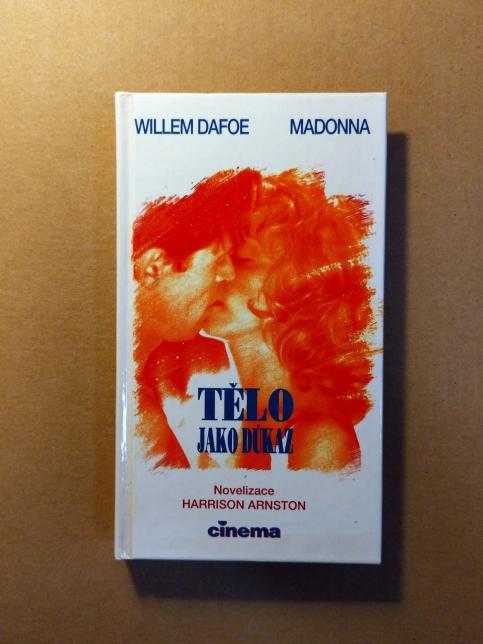 WILLEM DAFOE MADONNA
TĚLO
JAKO DŮKAZ
Novelizace
HARRISON ARNSTON
cinema